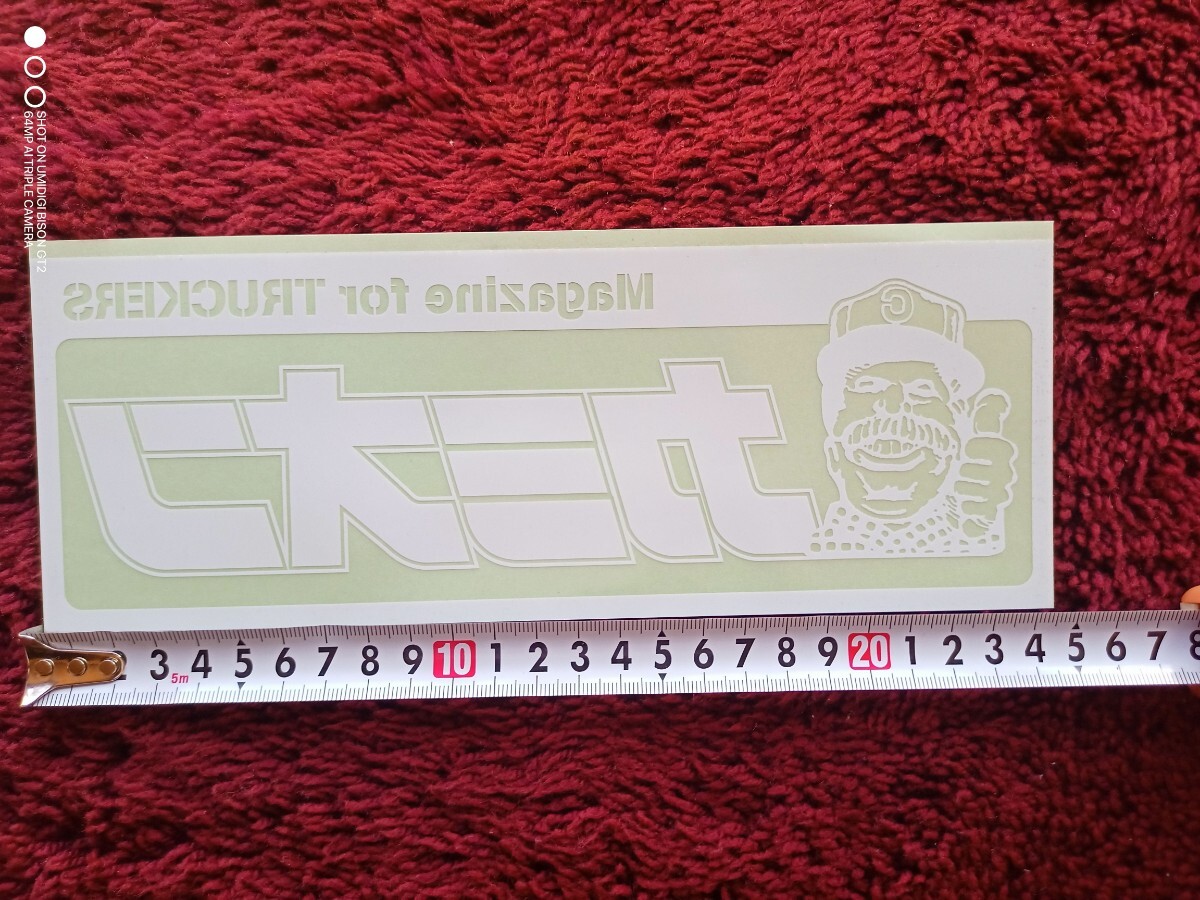 SHOT ON UMIDIGI BISON GT2
64MP AI TRIPLE CAMERA
Magazine for TRUCKERS
カミオン
2 3 4 5 6 7 8 9 10 1 2 3 4 5 6 7 8 9 20 1 2 3 4 5 6 7 8
5m